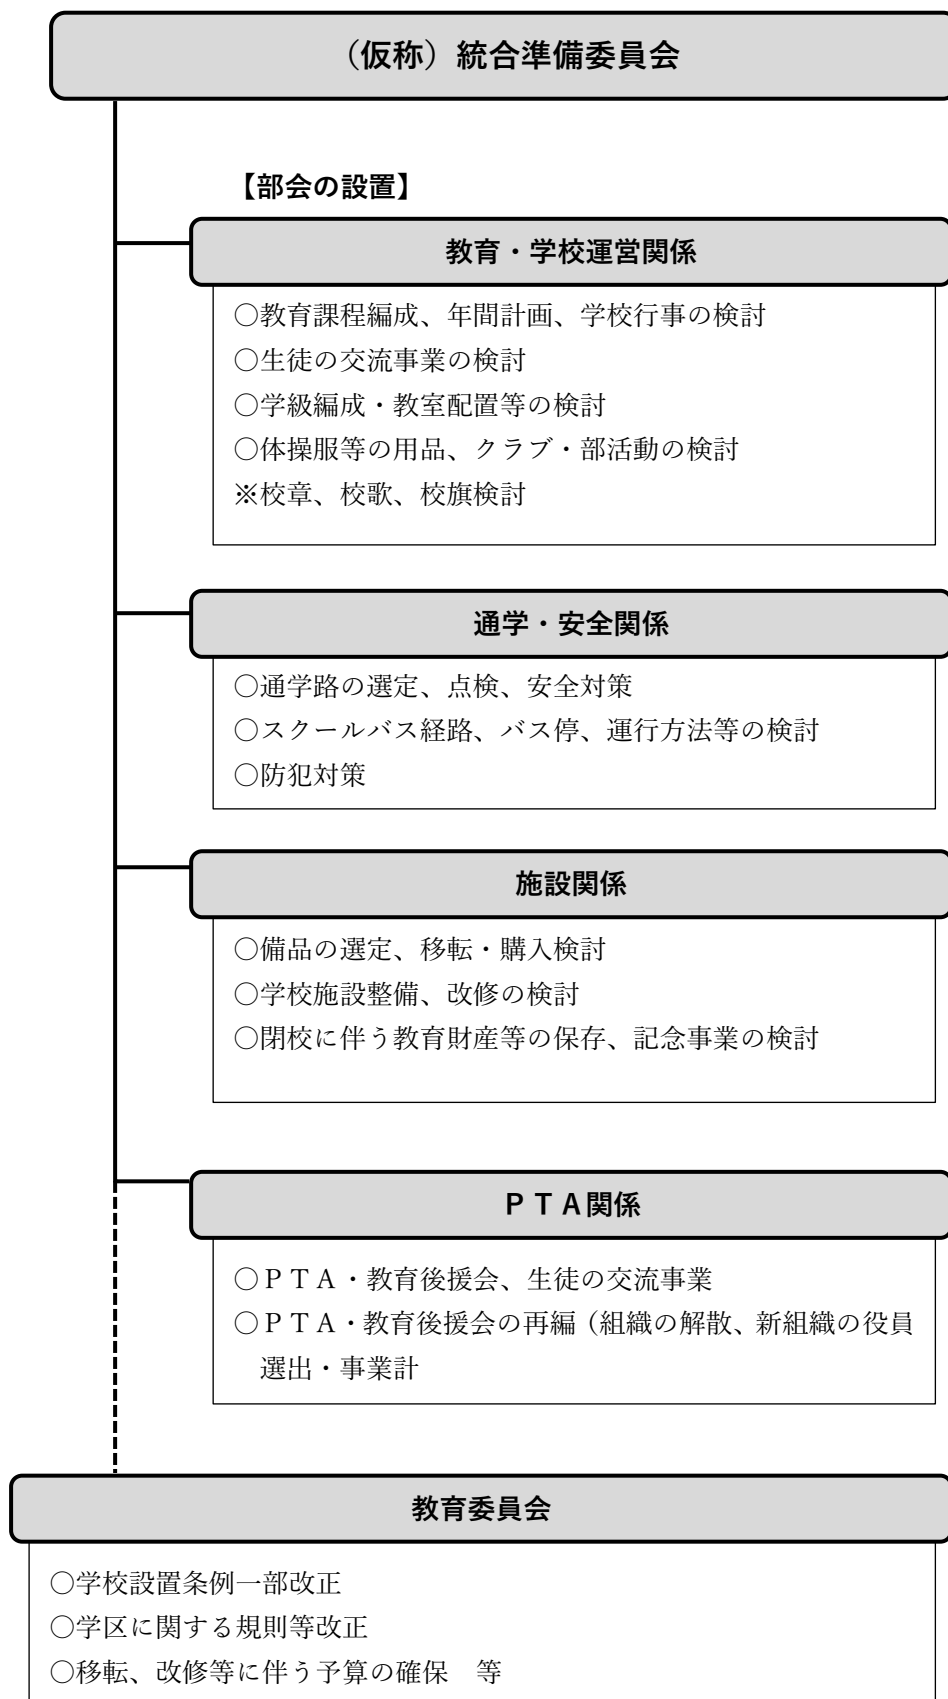 （仮称）統合準備委員会
【部会の設置】
教育・学校運営関係
○教育課程編成、年間計画、学校行事の検討
○生徒の交流事業の検討
○学級編成・教室配置等の検討
○体操服等の用品、クラブ・部活動の検討
※校章、校歌、校旗検討
通学・安全関係
○通学路の選定、点検、安全対策
○スクールバス経路、バス停、運行方法等の検討
○防犯対策
施設関係
○備品の選定、移転・購入検討
○学校施設整備、改修の検討
○閉校に伴う教育財産等の保存、記念事業の検討
ＰＴＡ関係
○ＰＴＡ・教育後援会、生徒の交流事業
○ＰＴＡ・教育後援会の再編（組織の解散、新組織の役員
選出・事業計
教育委員会
○学校設置条例一部改正
○学区に関する規則等改正
○移転、改修等に伴う予算の確保　等